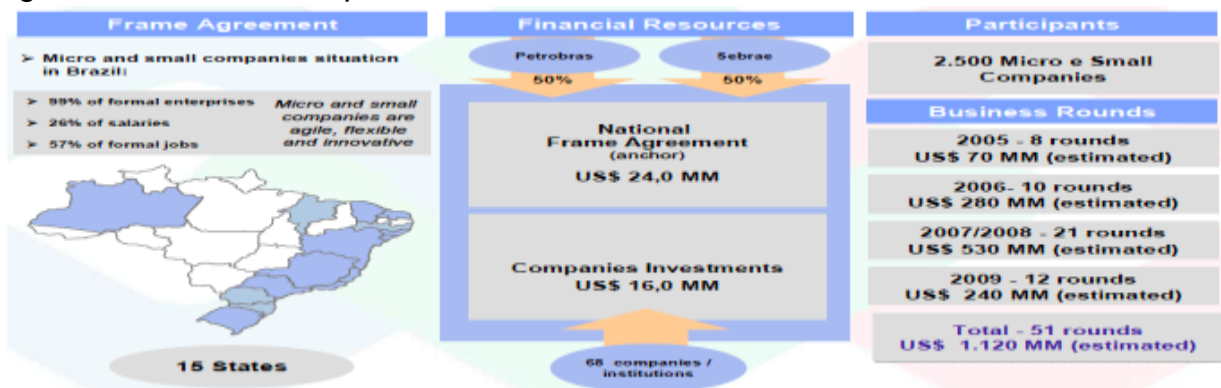 Frame Agreement
➢ Micro and small companies situation
in Brazil:
➢ 99% of formal enterprises
➢ 26% of salaries
➢ 57% of formal jobs
Micro and small
companies are
agile, flexible
and innovative
15 States
Financial Resources
Petrobras
50%
Sebrae
50%
National
Frame Agreement
(anchor)
US$ 24,0 MM
Companies Investments
US$ 16,0 MM
68 companies /
institutions
Participants
2.500 Micro e Small
Companies
Business Rounds
2005 - 8 rounds
US$ 70 MM (estimated)
2006- 10 rounds
US$ 280 MM (estimated)
2007/2008 - 21 rounds
US$ 530 MM (estimated)
2009 - 12 rounds
US$ 240 MM (estimated)
Total - 51 rounds
US$ 1.120 MM (estimated)